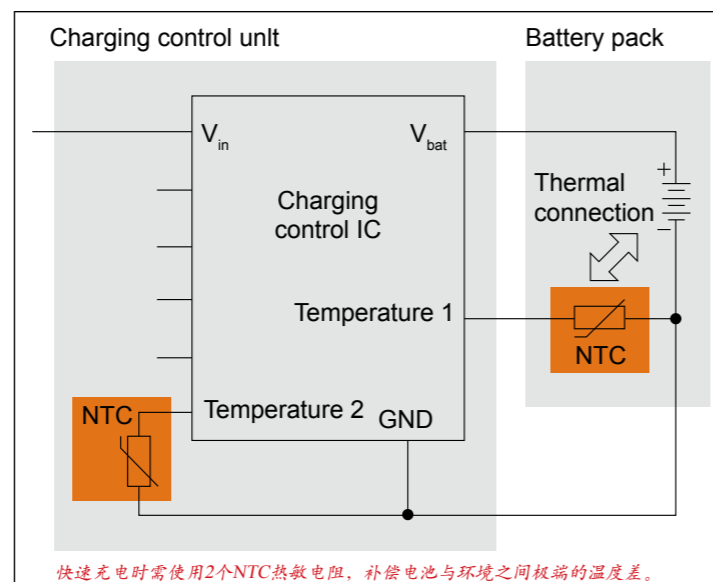 Charging control unlt
Battery pack
Vin
Vbat
Charging
control IC
Thermal
connection
+
−
Temperature 1
NTC
NTC
Temperature 2
GND
快速充电时需使用2个NTC热敏电阻，补偿电池与环境之间极端的温度差。